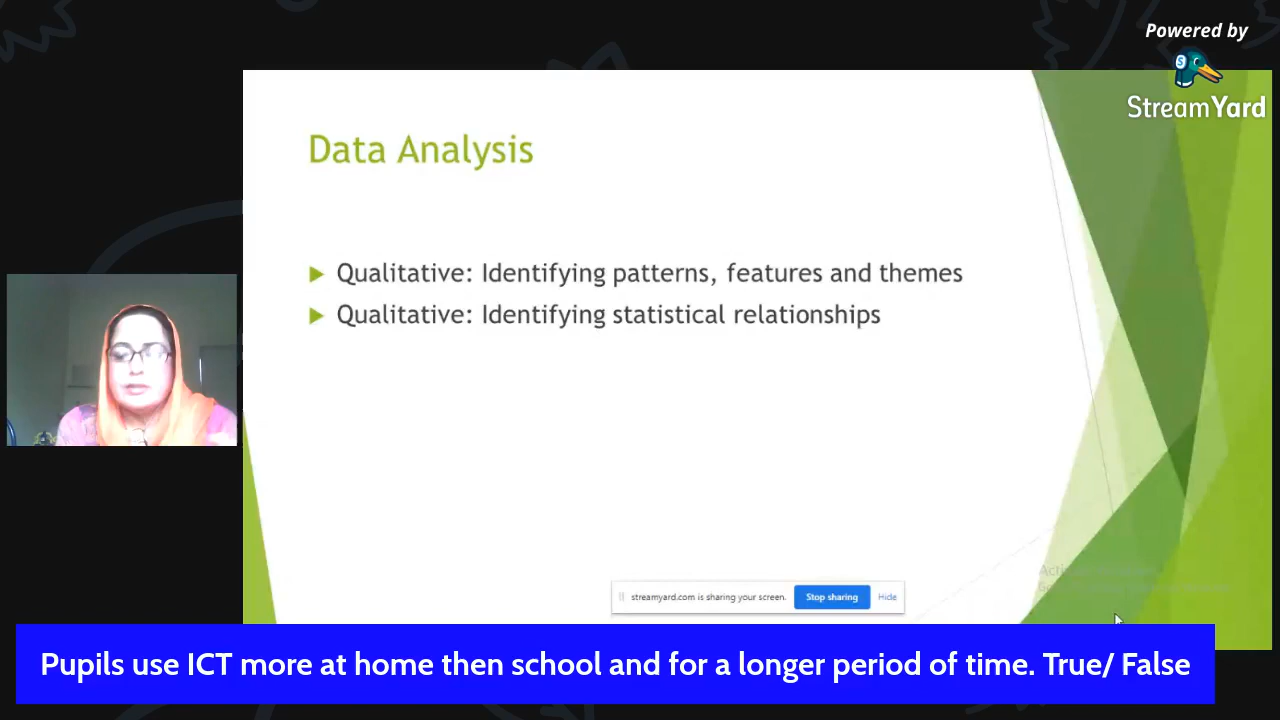 Powered by
StreamYard
Data Analysis
Qualitative: Identifying patterns, features and themes
Qualitative: Identifying statistical relationships
streamyard.com is sharing your screen. Stop sharing Hide
Pupils use ICT more at home then school and for a longer period of time. True/ False